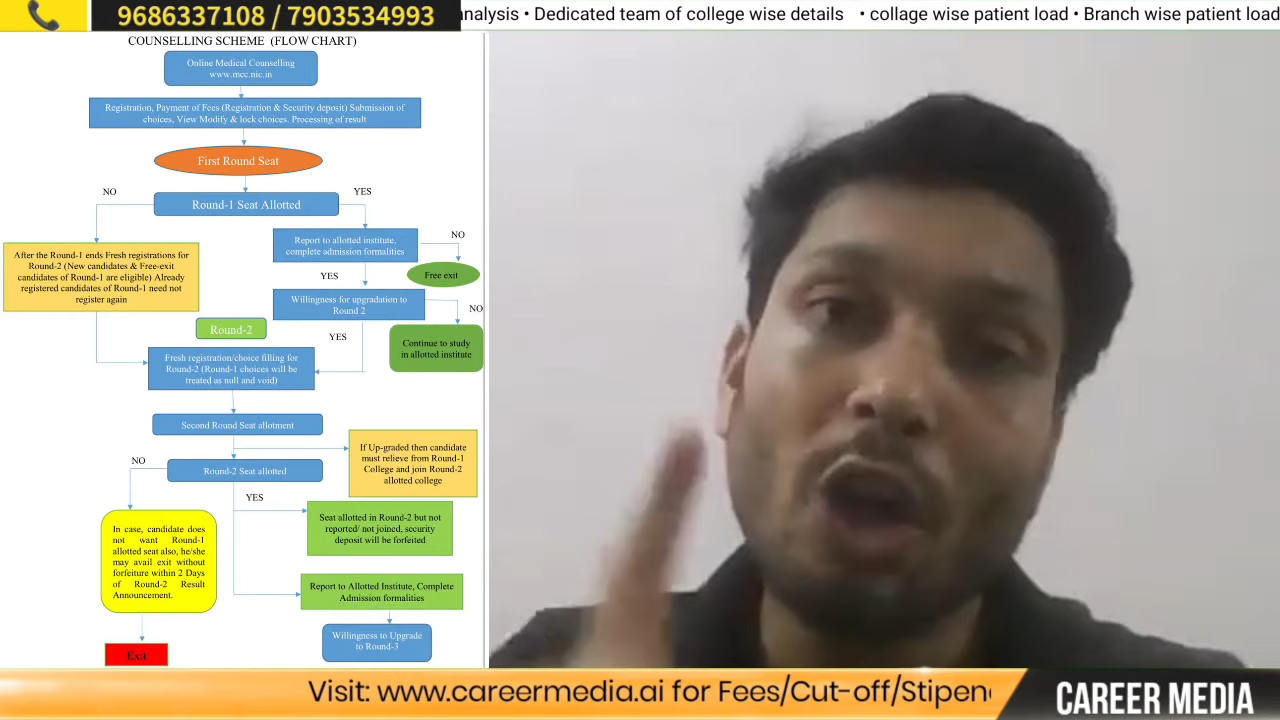 9686337108 / 7903534993
analysis • Dedicated team of college wise details • collage wise patient load • Branch wise patient load
COUNSELLING SCHEME (FLOW CHART)
Online Medical Counselling
www.mcc.nic.in
Registration, Payment of Fees (Registration & Security deposit) Submission of
choices, View Modify & lock choices. Processing of result
First Round Seat
NO
YES
Round-1 Seat Allotted
Report to allotted institute,
complete admission formalities
NO
Free exit
After the Round-1 ends Fresh registrations for
Round-2 (New candidates & Free-exit
candidates of Round-1 are eligible) Already
registered candidates of Round-1 need not
register again
YES
Willingness for upgradation to
Round 2
NO
Round-2
YES
Continue to study
in allotted institute
Fresh registration/choice filling for
Round-2 (Round-1 choices will be
treated as null and void)
Second Round Seat allotment
If Up-graded then candidate
must relieve from Round-1
College and join Round-2
allotted college
NO
Round-2 Seat allotted
YES
Seat allotted in Round-2 but not
reported/ not joined, security
deposit will be forfeited
In case, candidate does
not want Round-1
allotted seat also, he/she
may avail exit without
forfeiture within 2 Days
of Round-2 Result
Announcement.
Report to Allotted Institute, Complete
Admission formalities
Willingness to Upgrade
to Round-3
Exit
Visit: www.careermedia.ai for Fees/Cut-off/Stipen
CAREER MEDIA